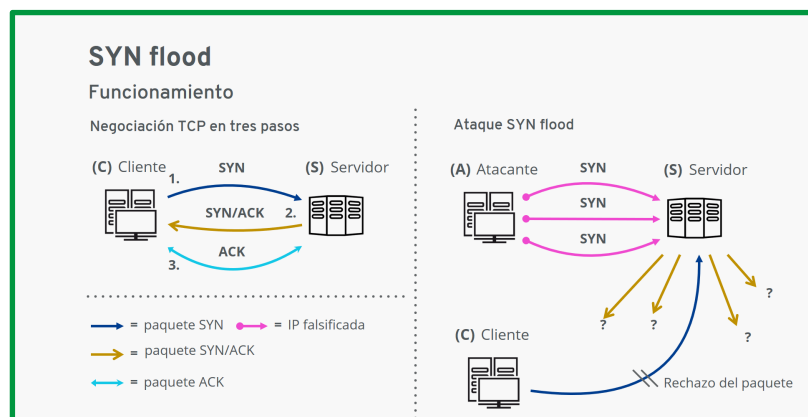 SYN flood
Funcionamiento
Negociación TCP en tres pasos
(C) Cliente
(S) Servidor
1.
SYN
SYN/ACK
2.
ACK
3.
= paquete SYN
= IP falsificada
= paquete SYN/ACK
= paquete ACK
Ataque SYN flood
(A) Atacante
SYN
(S) Servidor
SYN
SYN
?
?
?
?
(C) Cliente
Rechazo del paquete